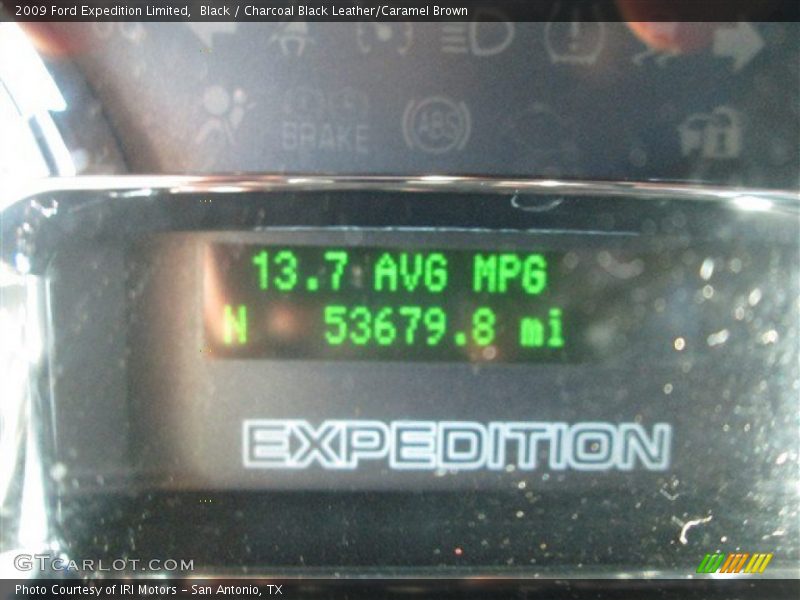 2009 Ford Expedition Limited,  Black / Charcoal Black Leather/Caramel Brown
BRAKE
ABS
13.7 AVG MPG
N 53679.8 mi
EXPEDITION
GTCARLOT.COM
Photo Courtesy of IRI Motors - San Antonio, TX